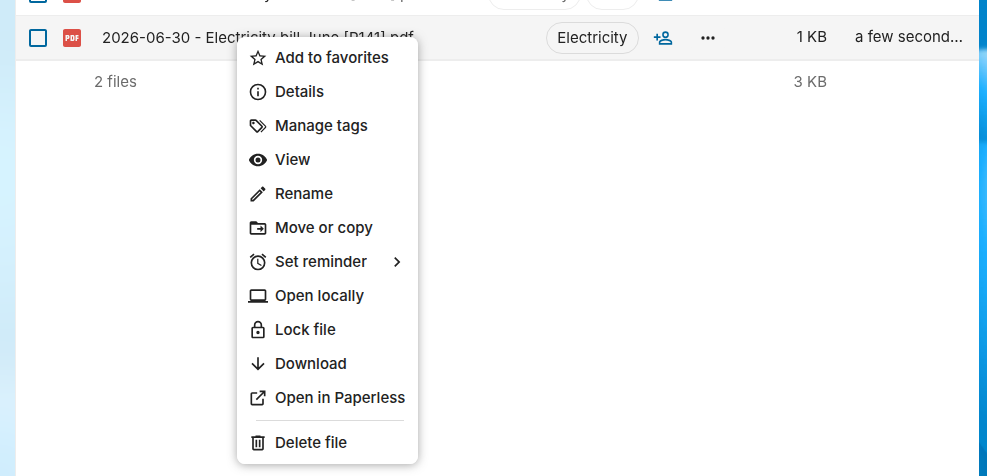 PDF 2026-06-30 - Electricity bill June [P141].pdf Electricity 1 KB a few second...
2 files 3 KB
Add to favorites
Details
Manage tags
View
Rename
Move or copy
Set reminder
Open locally
Lock file
Download
Open in Paperless
Delete file